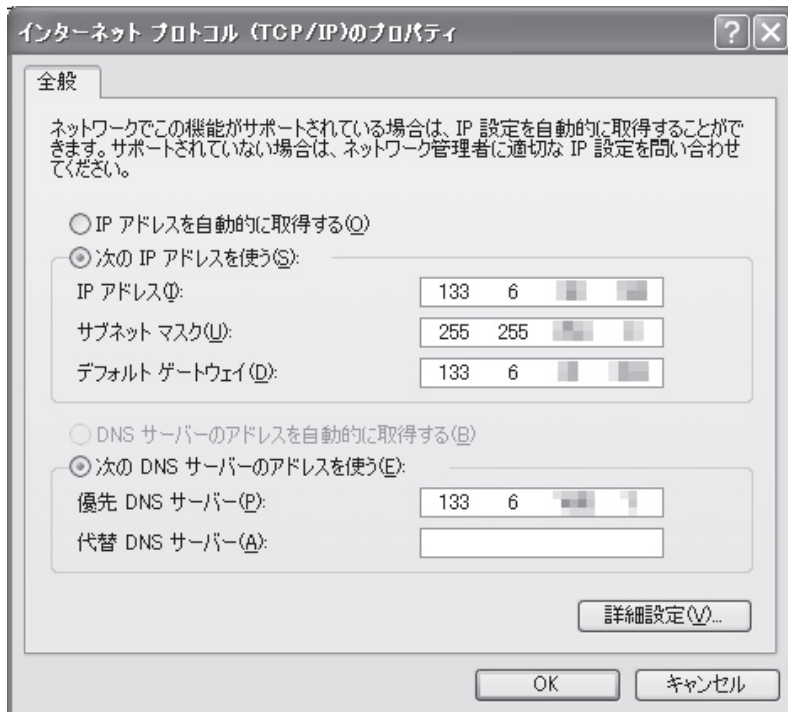 インターネット プロトコル (TCP/IP)のプロパティ
全般
ネットワークでこの機能がサポートされている場合は、IP 設定を自動的に取得することがで
きます。サポートされていない場合は、ネットワーク管理者に適切な IP 設定を問い合わせ
てください。
IP アドレスを自動的に取得する(O)
次の IP アドレスを使う(S):
IP アドレス(I): 133 6
サブネット マスク(U): 255 255
デフォルト ゲートウェイ(D): 133 6
DNS サーバーのアドレスを自動的に取得する(B)
次の DNS サーバーのアドレスを使う(E):
優先 DNS サーバー(P): 133 6
代替 DNS サーバー(A):
詳細設定(V)...
OK キャンセル